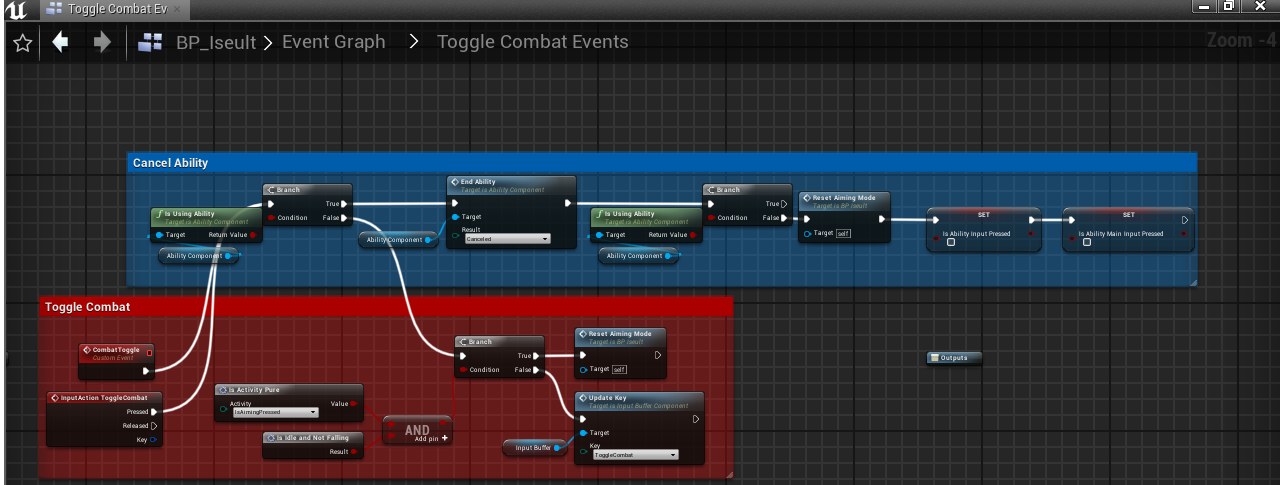 Toggle Combat Ev
BP_Iseult > Event Graph > Toggle Combat Events
Zoom -4
Cancel Ability
Is Using Ability
Target is Ability Component
Target
Return Value
Ability Component
Branch
True
Condition
False
Ability Component
End Ability
Target is Ability Component
Target
Result
Canceled
Is Using Ability
Target is Ability Component
Target
Return Value
Ability Component
Branch
True
Condition
False
Reset Aiming Mode
Target is BP Iseult
Target self
SET
Is Ability Input Pressed
SET
Is Ability Main Input Pressed
Toggle Combat
CombatToggle
Custom Event
InputAction ToggleCombat
Pressed
Released
Key
Is Activity Pure
Activity
Value
IsAimingPressed
Is Idle and Not Falling
Result
AND
Add pin +
Branch
True
Condition
False
Reset Aiming Mode
Target is BP Iseult
Target self
Input Buffer
Update Key
Target is Input Buffer Component
Target
Key
ToggleCombat
Outputs